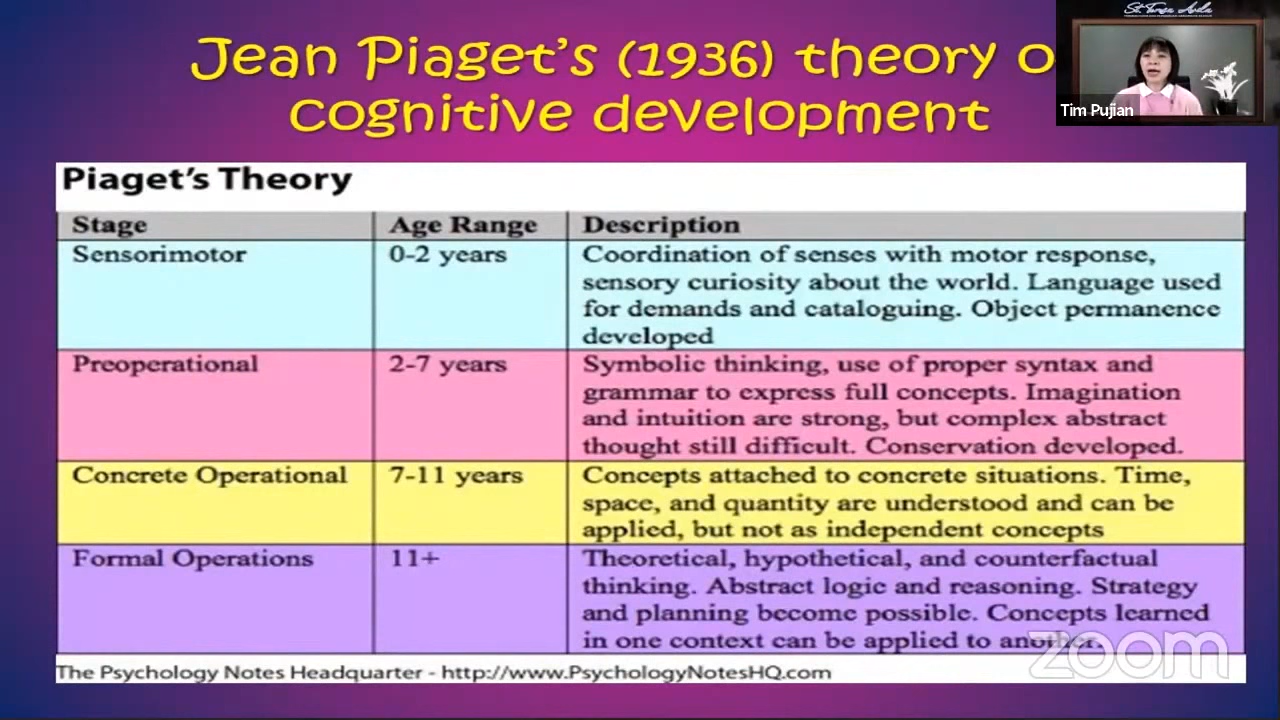 Jean Piaget's (1936) theory o
cognitive development
St. Teresa Avila
Tim Pujian
Piaget's Theory
Stage Age Range Description
Sensorimotor 0-2 years Coordination of senses with motor response,
sensory curiosity about the world. Language used
for demands and cataloguing. Object permanence
developed
Preoperational 2-7 years Symbolic thinking, use of proper syntax and
grammar to express full concepts. Imagination
and intuition are strong, but complex abstract
thought still difficult. Conservation developed.
Concrete Operational 7-11 years Concepts attached to concrete situations. Time,
space, and quantity are understood and can be
applied, but not as independent concepts
Formal Operations 11+ Theoretical, hypothetical, and counterfactual
thinking. Abstract logic and reasoning. Strategy
and planning become possible. Concepts learned
in one context can be applied to another.
zoom
The Psychology Notes Headquarter - http://www.PsychologyNotesHQ.com